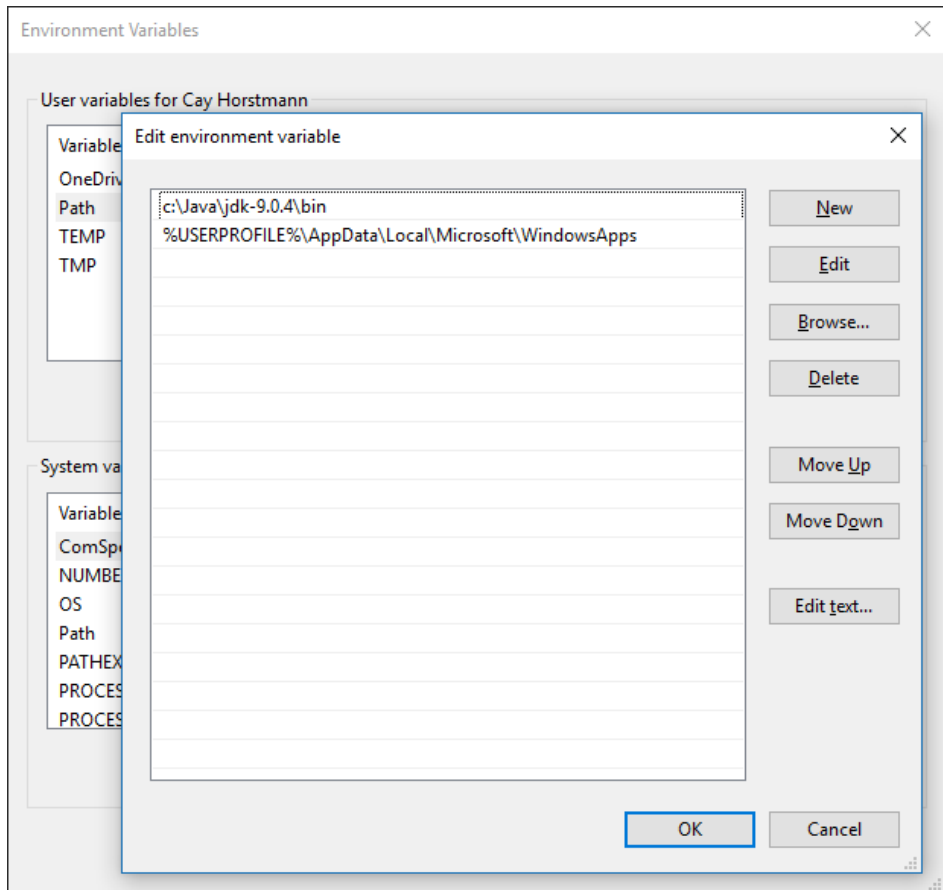 Environment Variables
User variables for Cay Horstmann
Variable
OneDriv
Path
TEMP
TMP
System va
Variable
ComSpe
NUMBE
OS
Path
PATHEX
PROCES
PROCES
Edit environment variable
c:\Java\jdk-9.0.4\bin
%USERPROFILE%\AppData\Local\Microsoft\WindowsApps
New
Edit
Browse...
Delete
Move Up
Move Down
Edit text...
OK
Cancel